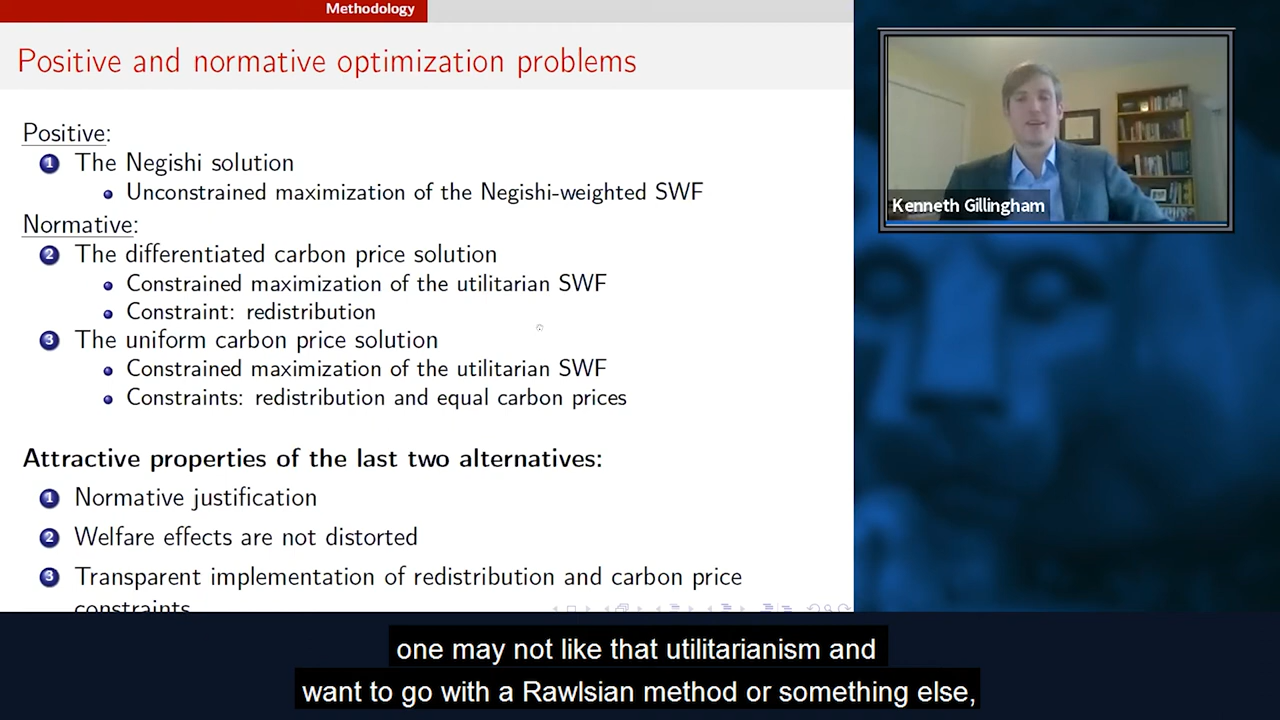 Methodology
Positive and normative optimization problems
Positive:
1 The Negishi solution
Unconstrained maximization of the Negishi-weighted SWF
Normative:
2 The differentiated carbon price solution
Constrained maximization of the utilitarian SWF
Constraint: redistribution
3 The uniform carbon price solution
Constrained maximization of the utilitarian SWF
Constraints: redistribution and equal carbon prices
Attractive properties of the last two alternatives:
1 Normative justification
2 Welfare effects are not distorted
3 Transparent implementation of redistribution and carbon price
constraints
Kenneth Gillingham
one may not like that utilitarianism and
want to go with a Rawlsian method or something else,